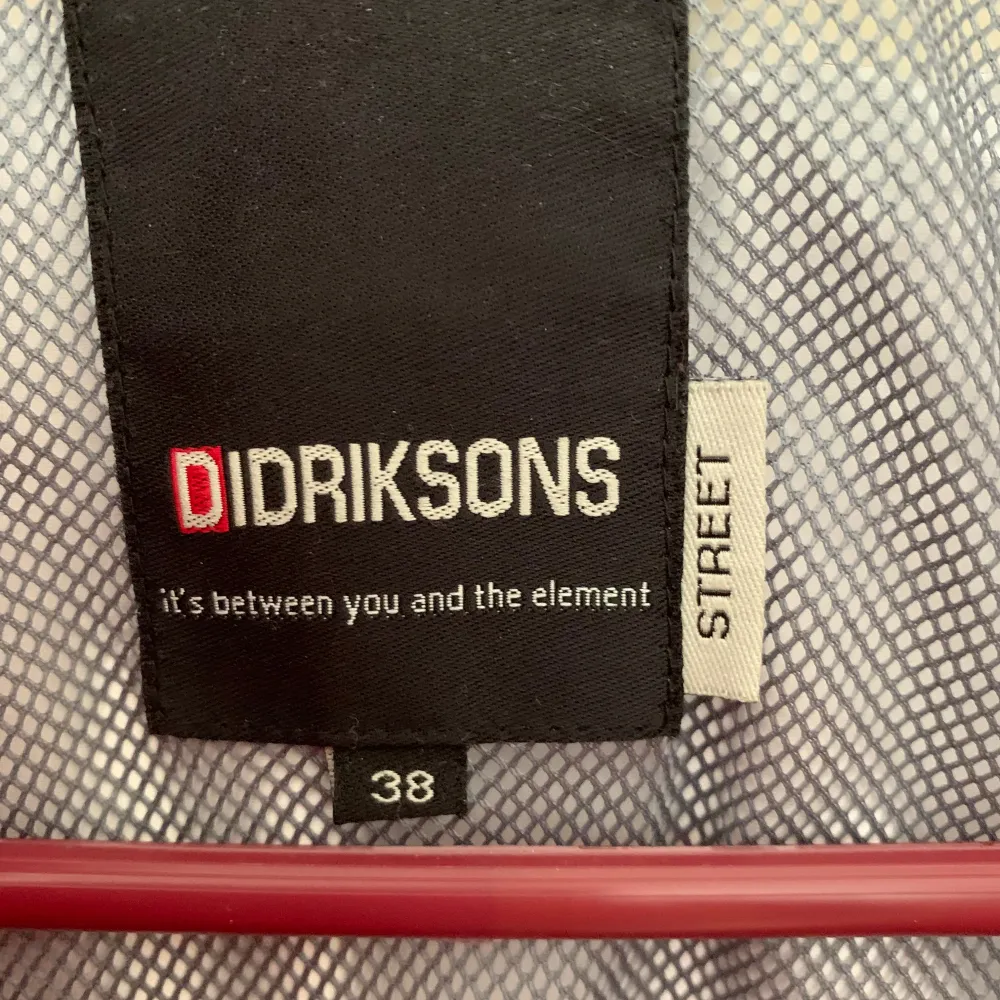 DIDRIKSONS
it's between you and the element
STREET
38